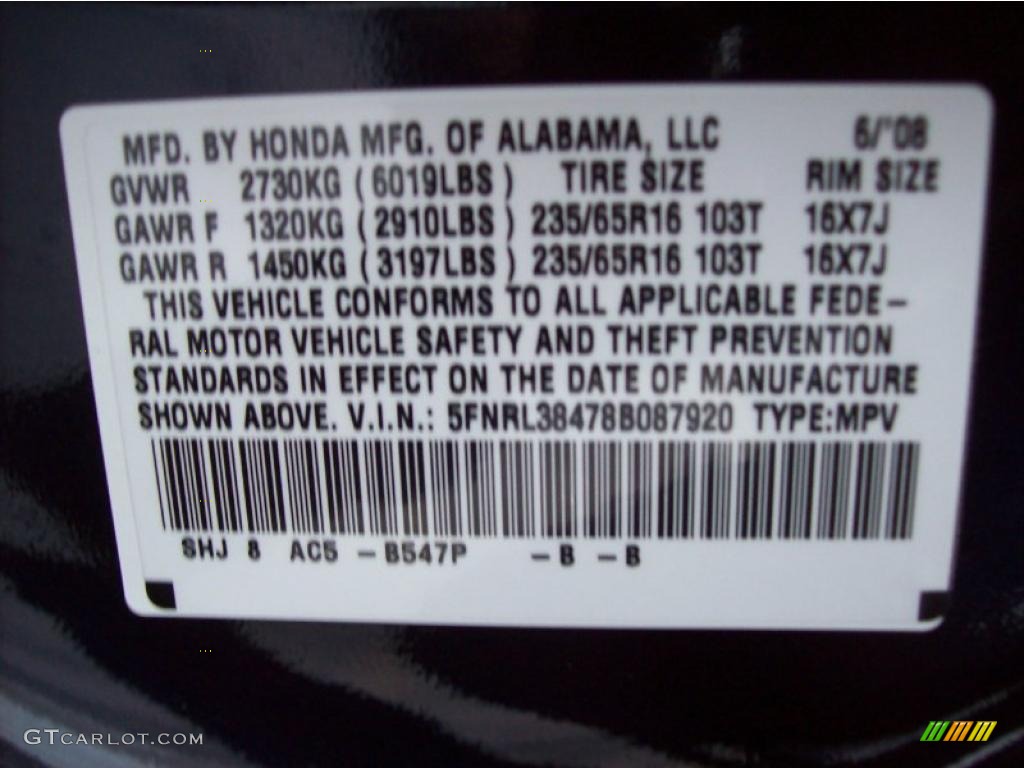 MFD. BY HONDA MFG. OF ALABAMA, LLC 6/'08
GVWR 2730KG (6019LBS) TIRE SIZE RIM SIZE
GAWR F 1320KG (2910LBS) 235/65R16 103T 16X7J
GAWR R 1450KG (3197LBS) 235/65R16 103T 16X7J
THIS VEHICLE CONFORMS TO ALL APPLICABLE FEDE–
RAL MOTOR VEHICLE SAFETY AND THEFT PREVENTION
STANDARDS IN EFFECT ON THE DATE OF MANUFACTURE
SHOWN ABOVE. V.I.N.: 5FNRL38478B087920 TYPE:MPV
SHJ 8 AC5 –B547P –B –B
GTCARLOT.COM